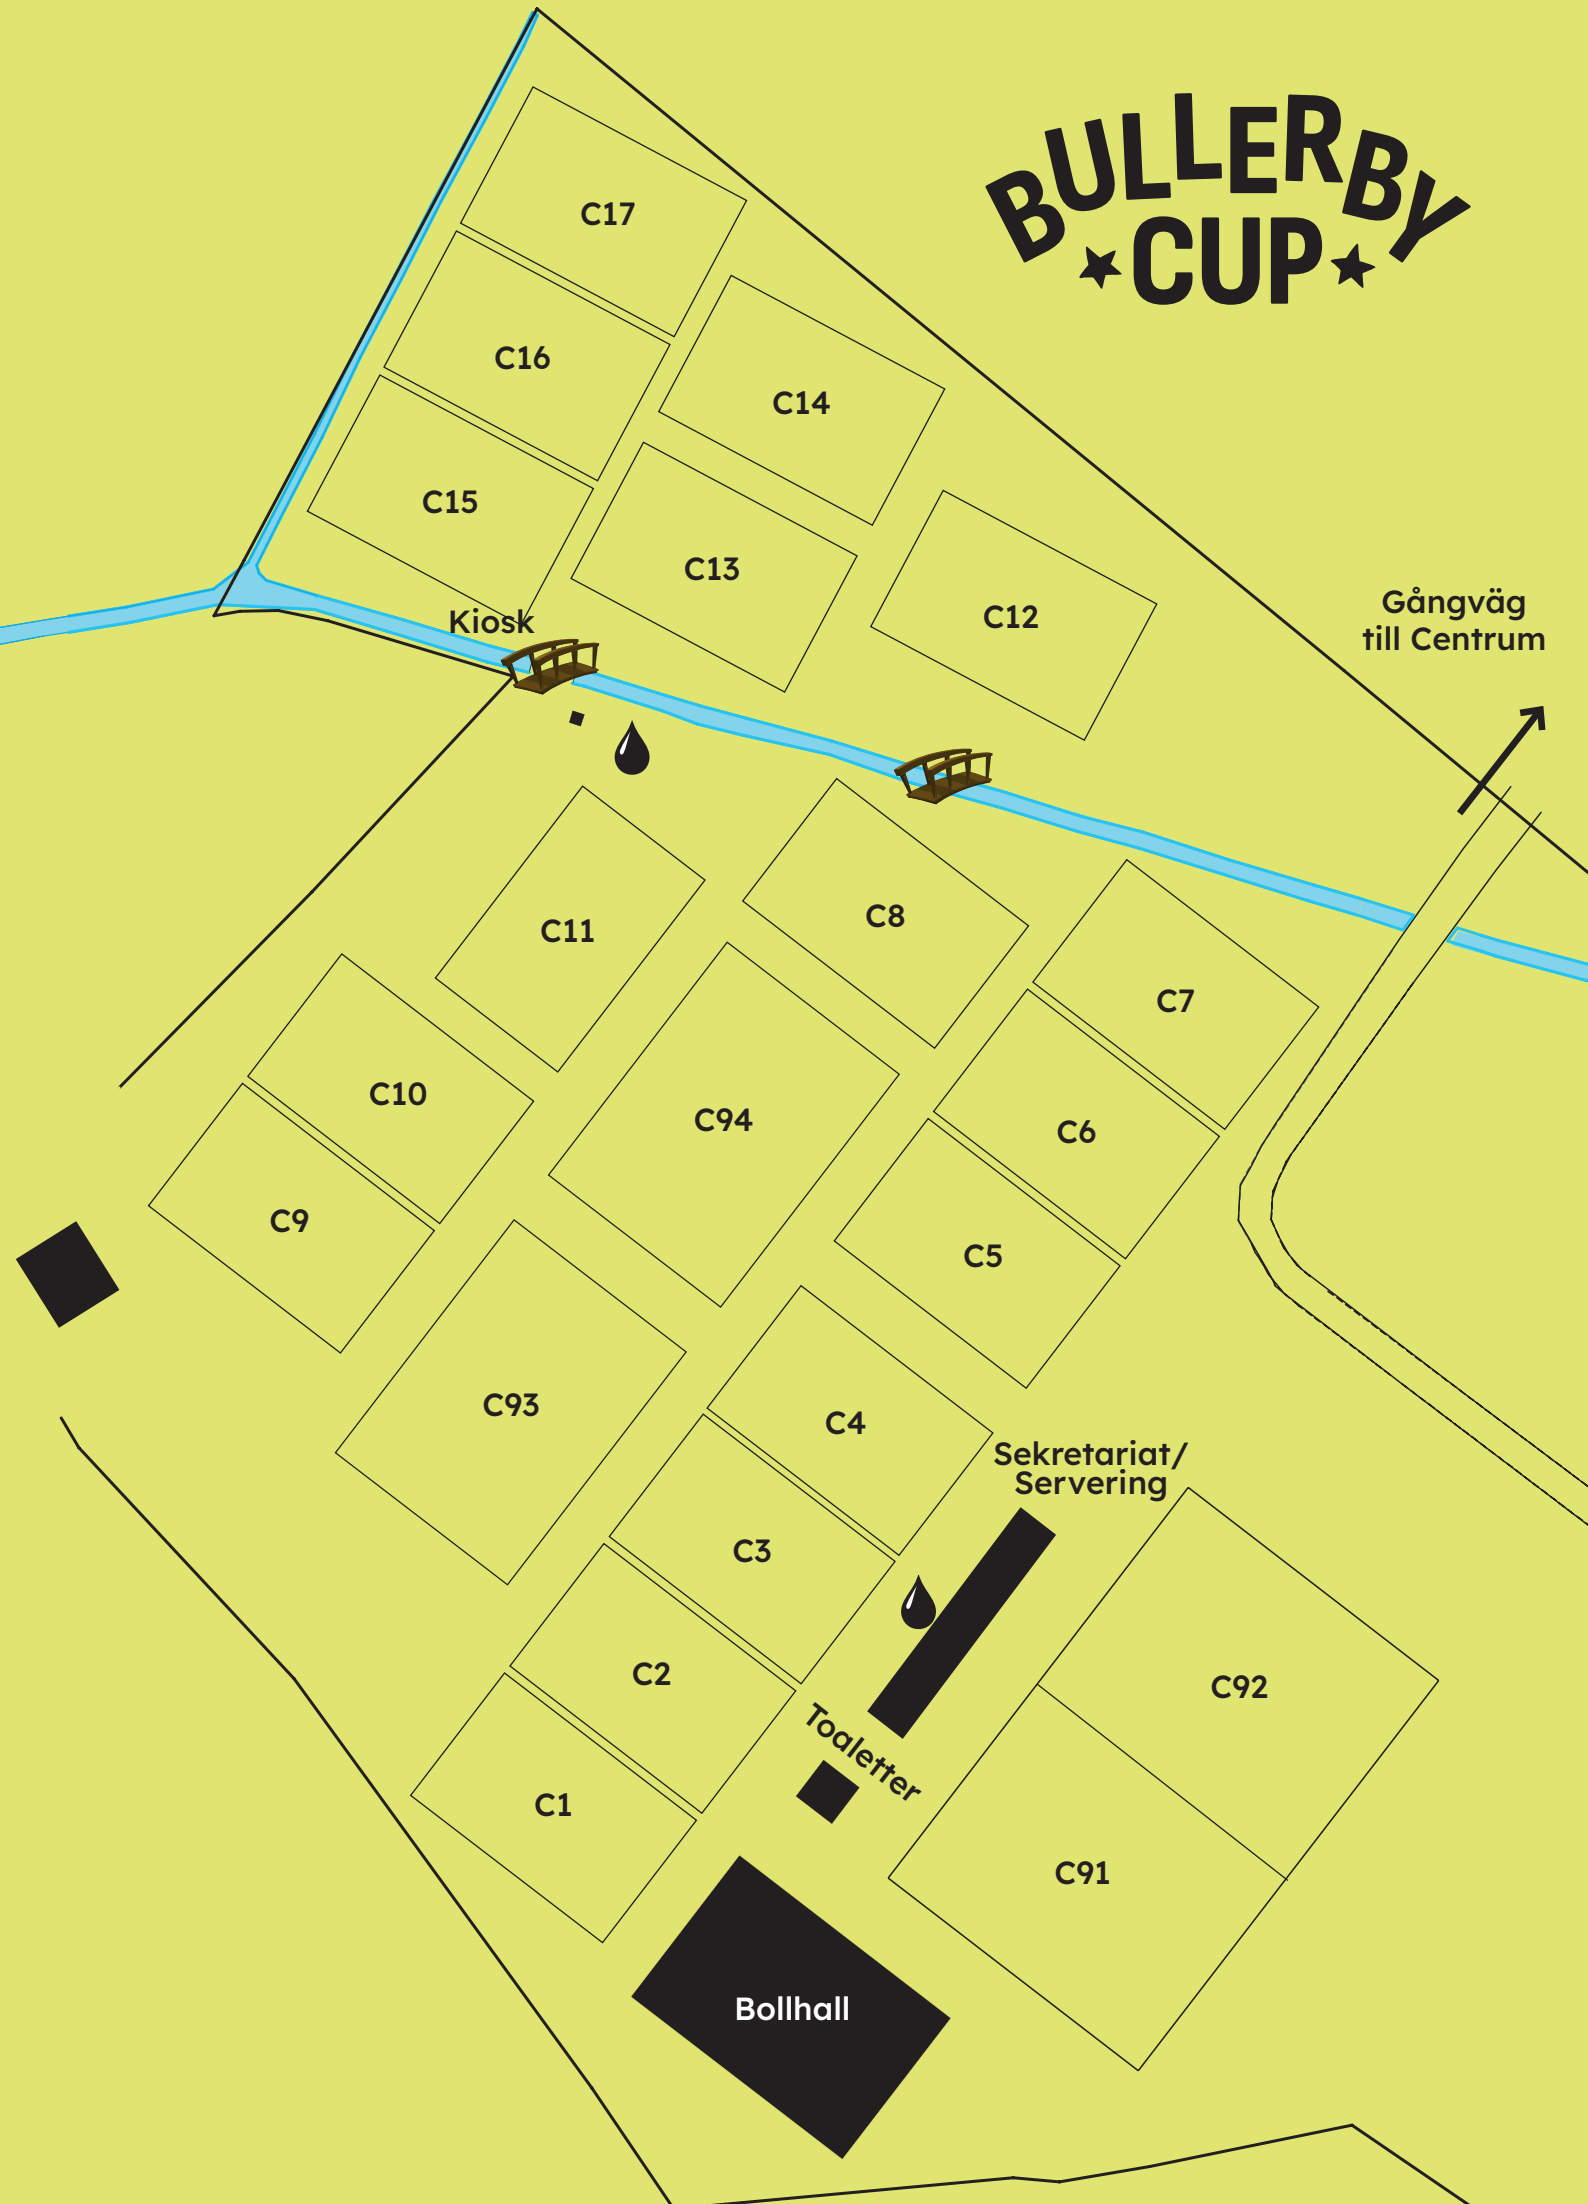 BULLERBY
CUP
C17
C16
C14
C15
C13
C12
Gångväg
till Centrum
Kiosk
C11
C8
C7
C10
C94
C6
C9
C5
C93
C4
Sekretariat/
Servering
C3
C2
C92
Toaletter
C1
C91
Bollhall